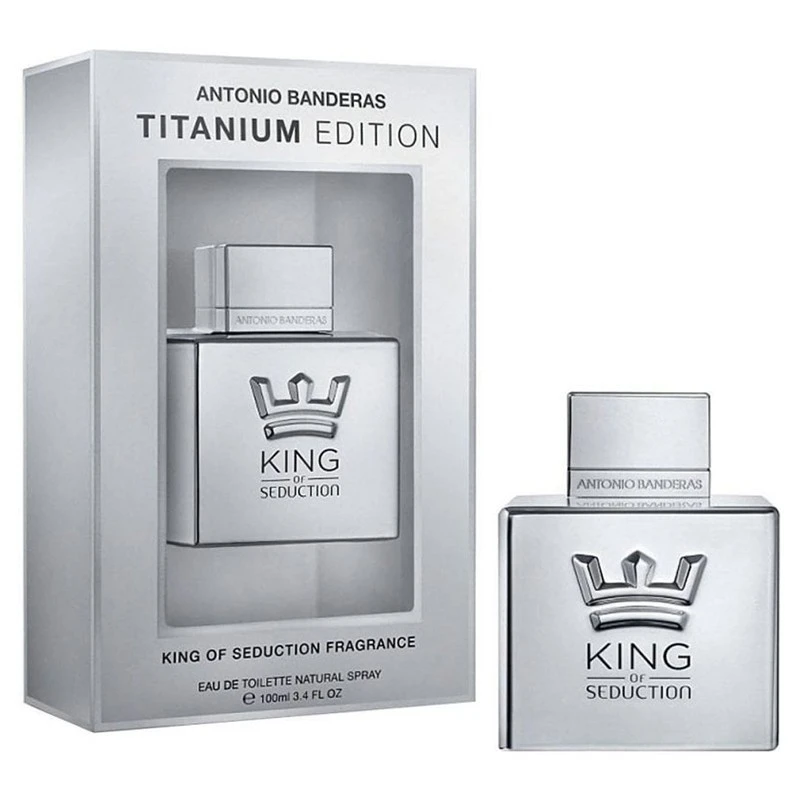 ANTONIO BANDERAS
TITANIUM EDITION
ANTONIO BANDERAS
KING
OF
SEDUCTION
KING OF SEDUCTION FRAGRANCE
EAU DE TOILETTE NATURAL SPRAY
℮ 100ml 3.4 FL OZ
ANTONIO BANDERAS
KING
OF
SEDUCTION